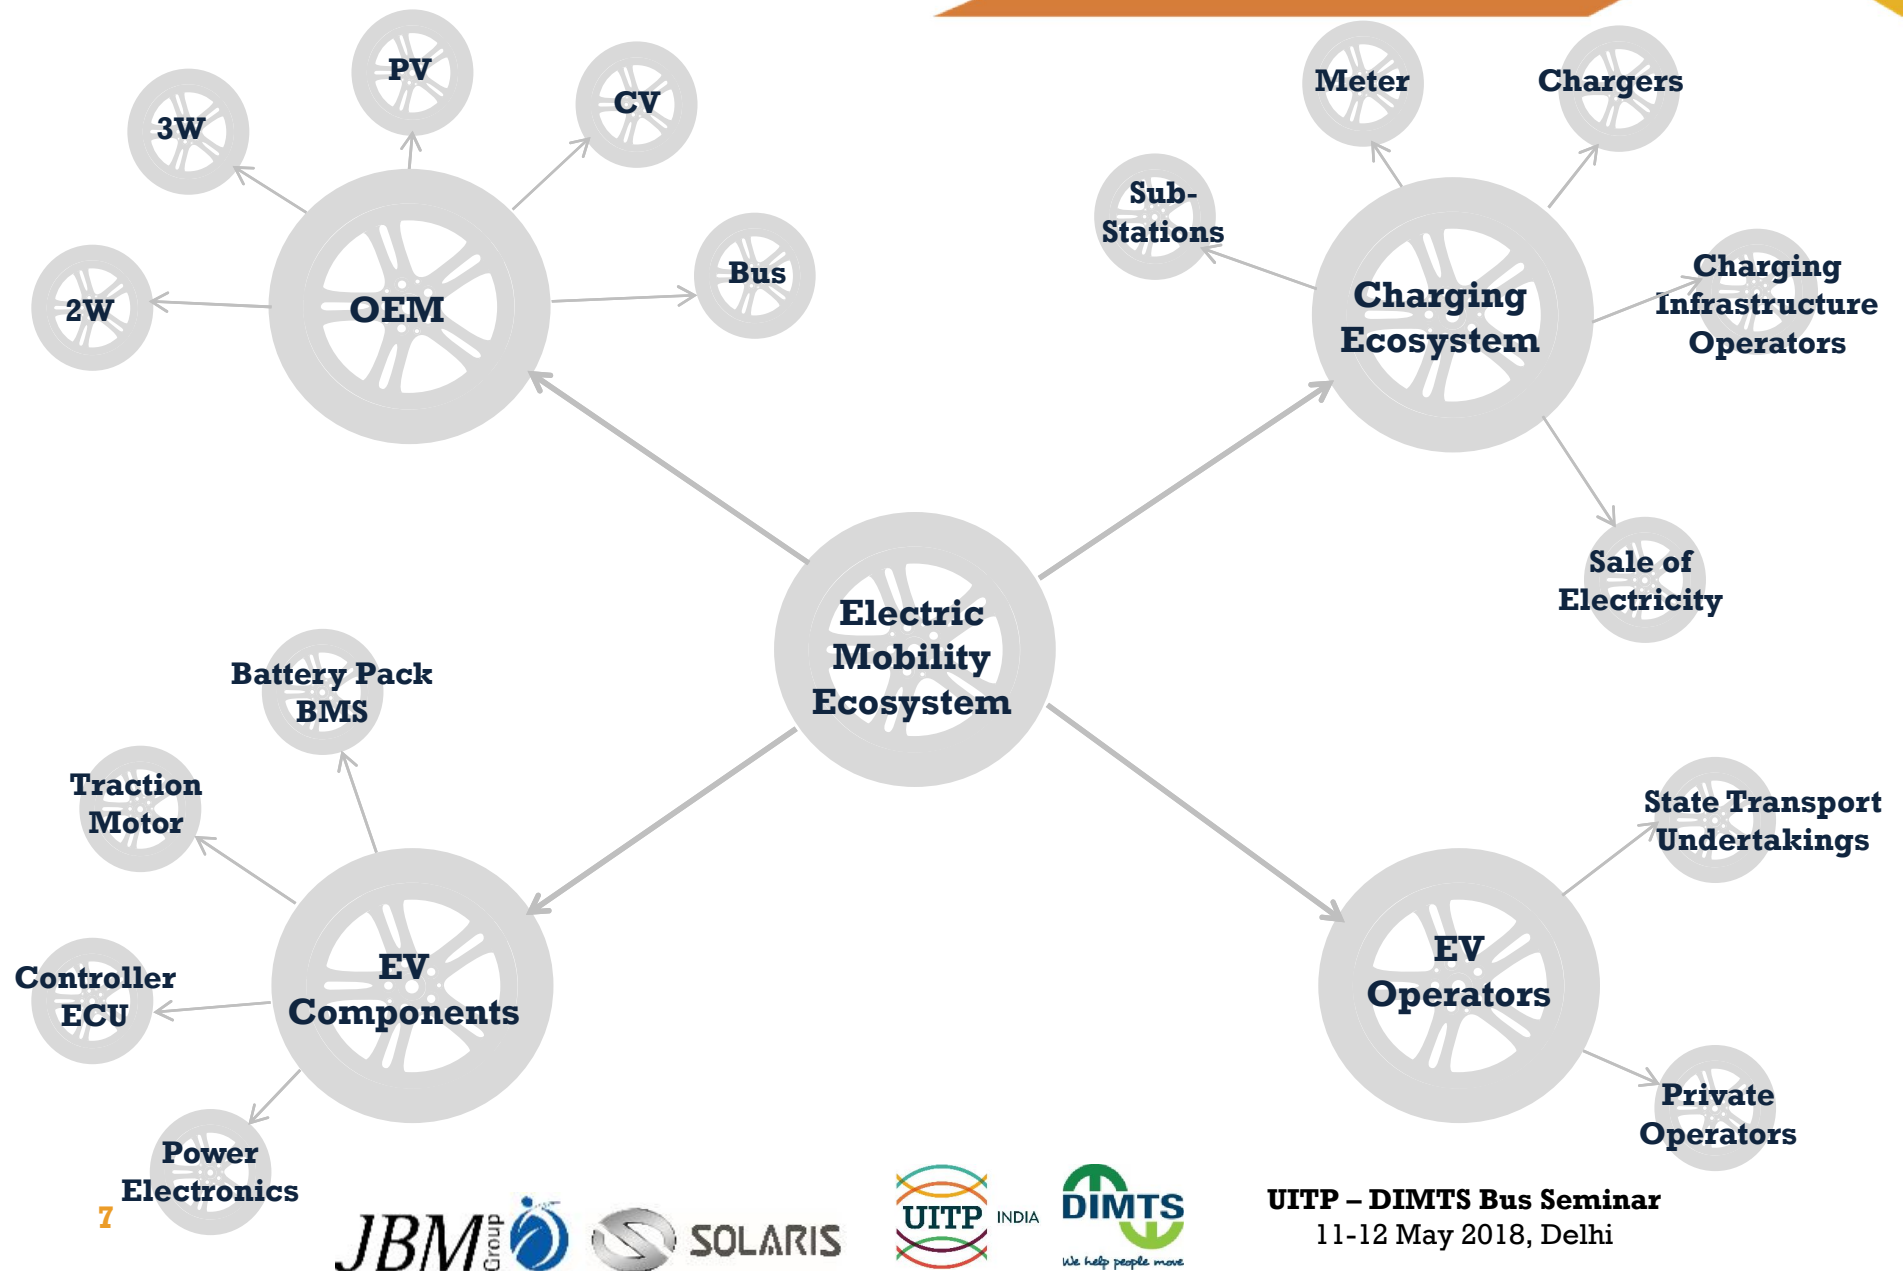 PV
CV
3W
2W
OEM
Bus
Meter
Chargers
Sub-
Stations
Charging
Ecosystem
Charging
Infrastructure
Operators
Sale of
Electricity
Electric
Mobility
Ecosystem
Battery Pack
BMS
Traction
Motor
Controller
ECU
EV
Components
Power
Electronics
State Transport
Undertakings
EV
Operators
Private
Operators
7
JBM Group
SOLARIS
UITP INDIA
DIMTS
We help people move
UITP – DIMTS Bus Seminar
11-12 May 2018, Delhi